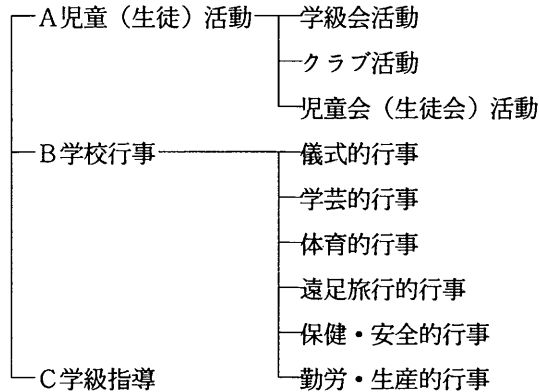 A児童（生徒）活動 学級会活動
クラブ活動
児童会（生徒会）活動
B学校行事 儀式的行事
学芸的行事
体育的行事
遠足旅行的行事
保健・安全的行事
C学級指導 勤労・生産的行事